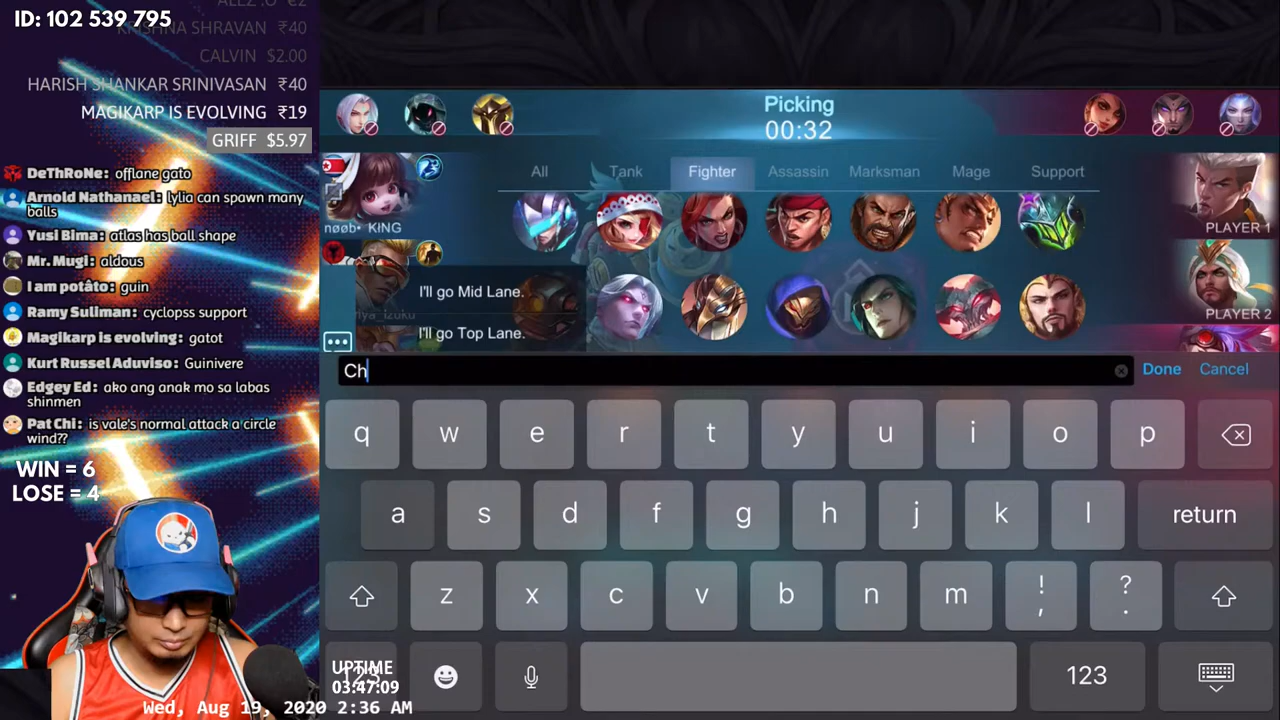 ID: 102 539 795
KRISHNA SHRAVAN ₹40
CALVIN $2.00
HARISH SHANKAR SRINIVASAN ₹40
MAGIKARP IS EVOLVING ₹19
GRIFF $5.97
DeThRoNe: offlane gato
Arnold Nathanael: lylia can spawn many
balls
Yusi Bima: atlas has ball shape
Mr. Mugi: aldous
I am potâto: guin
Ramy Suliman: cyclopss support
Magikarp is evolving: gatot
Kurt Russel Aduviso: Guinivere
Edgey Ed: ako ang anak mo sa labas
shinmen
Pat Chi: is vale's normal attack a circle
wind??
WIN = 6
LOSE = 4
UPTIME
03:47:09
Wed, Aug 19, 2020 2:36 AM
Picking
00:32
All Tank Fighter Assassin Marksman Mage Support
nøøb• KING
I'll go Mid Lane.
I'll go Top Lane.
PLAYER 1
PLAYER 2
Ch
Done Cancel
q w e r t y u i o p
a s d f g h j k l return
z x c v b n m ! , ? .
123 123